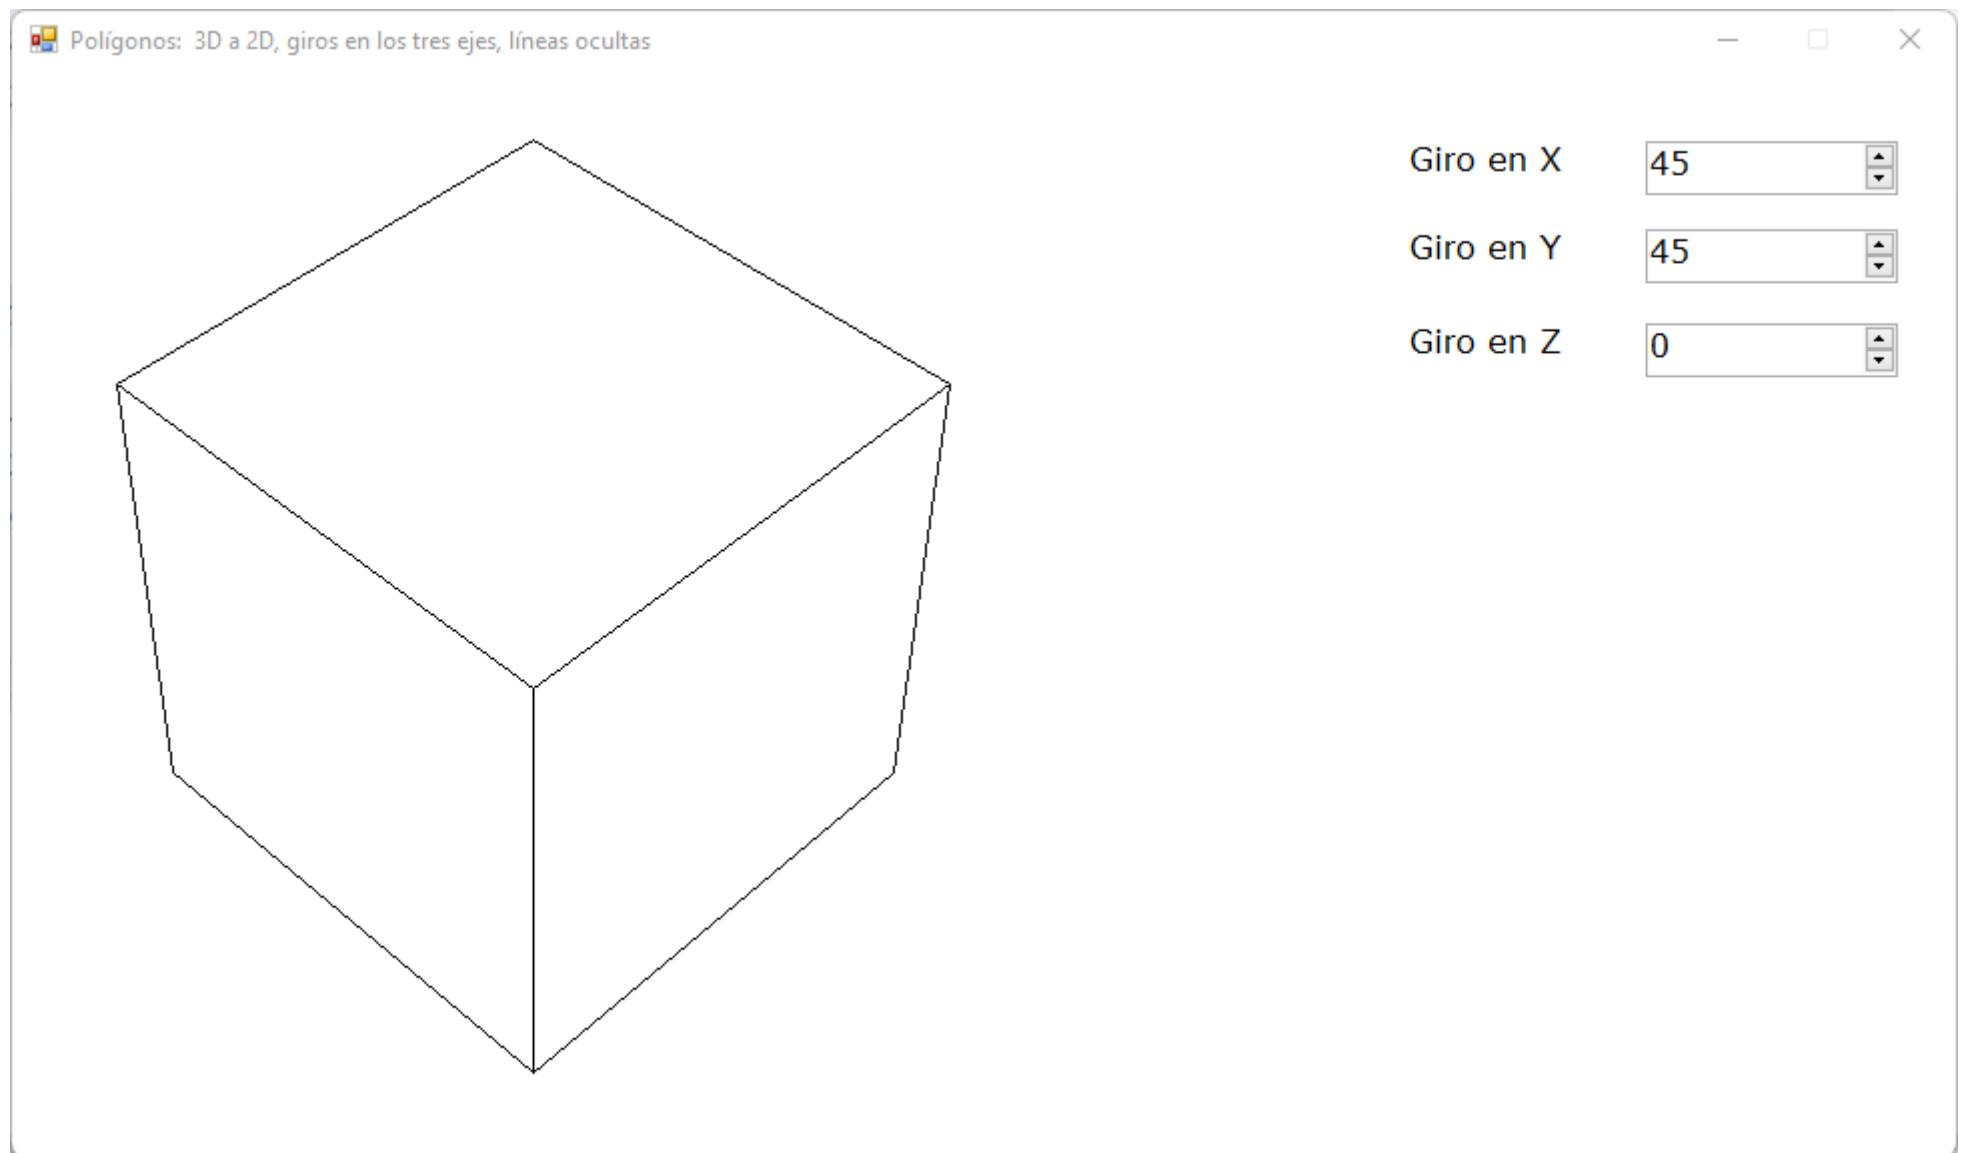 Polígonos:  3D a 2D, giros en los tres ejes, líneas ocultas
Giro en X 45
Giro en Y 45
Giro en Z 0